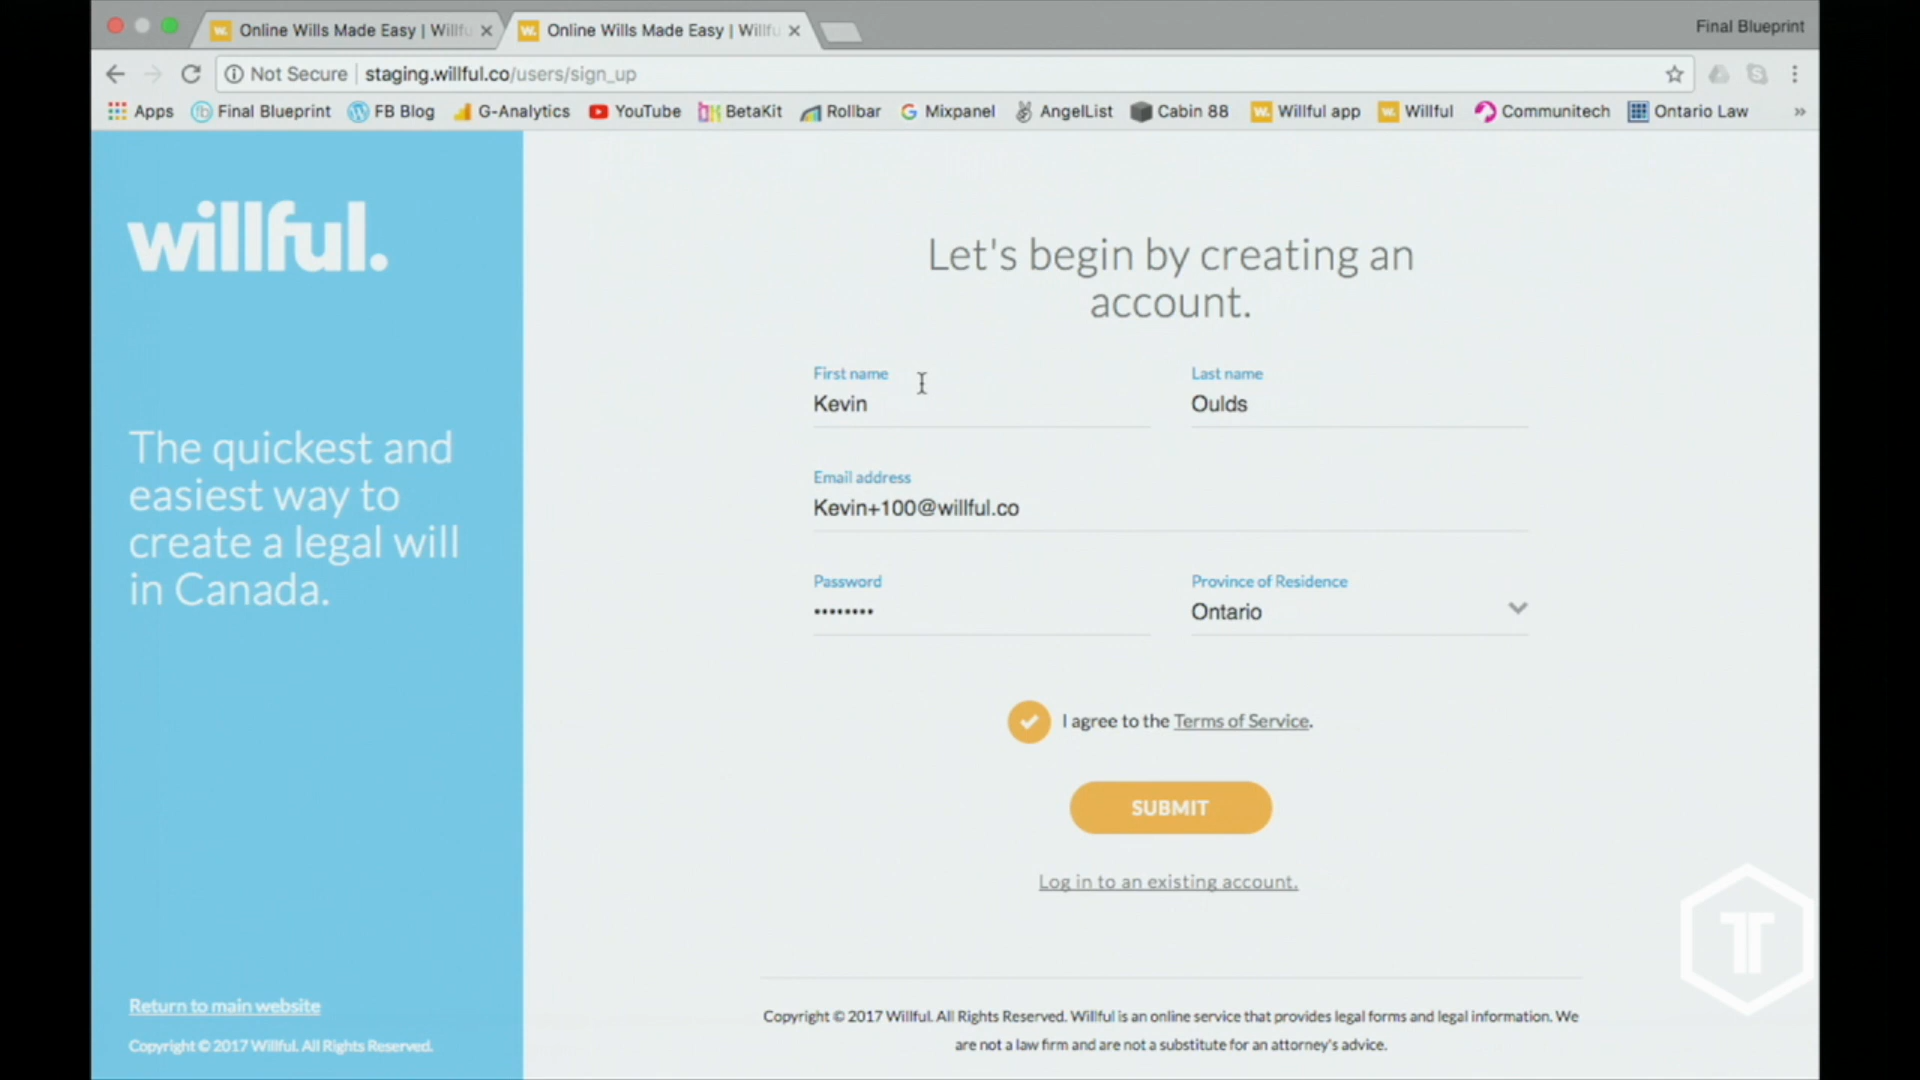 Online Wills Made Easy | Willfu
Online Wills Made Easy | Willfu
Final Blueprint
Not Secure
staging.willful.co/users/sign_up
Apps
Final Blueprint
FB Blog
G-Analytics
YouTube
BetaKit
Rollbar
Mixpanel
AngelList
Cabin 88
Willful app
Willful
Communitech
Ontario Law
»
willful.
The quickest and
easiest way to
create a legal will
in Canada.
Return to main website
Copyright © 2017 Willful. All Rights Reserved.
Let's begin by creating an
account.
First name
Kevin
Last name
Oulds
Email address
Kevin+100@willful.co
Password
••••••••
Province of Residence
Ontario
I agree to the Terms of Service.
SUBMIT
Log in to an existing account.
Copyright © 2017 Willful. All Rights Reserved. Willful is an online service that provides legal forms and legal information. We
are not a law firm and are not a substitute for an attorney's advice.